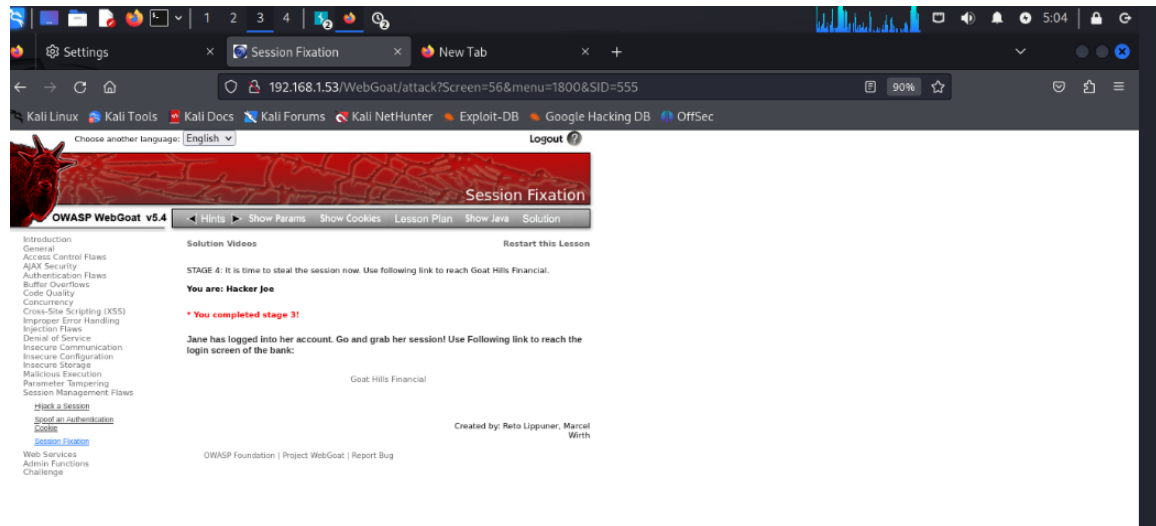 1 2 3 4 5:04
Settings Session Fixation New Tab
192.168.1.53/WebGoat/attack?Screen=56&menu=1800&SID=555 90%
Kali Linux Kali Tools Kali Docs Kali Forums Kali NetHunter Exploit-DB Google Hacking DB OffSec
Choose another language: English Logout ?
Session Fixation
OWASP WebGoat v5.4 Hints Show Params Show Cookies Lesson Plan Show Java Solution
Introduction
General
Access Control Flaws
AJAX Security
Authentication Flaws
Buffer Overflows
Code Quality
Concurrency
Cross-Site Scripting (XSS)
Improper Error Handling
Injection Flaws
Denial of Service
Insecure Communication
Insecure Configuration
Insecure Storage
Malicious Execution
Parameter Tampering
Session Management Flaws
Hijack a Session
Spoof an Authentication
Cookie
Session Fixation
Web Services
Admin Functions
Challenge
Solution Videos Restart this Lesson
STAGE 4: It is time to steal the session now. Use following link to reach Goat Hills Financial.
You are: Hacker Joe
* You completed stage 3!
Jane has logged into her account. Go and grab her session! Use Following link to reach the
login screen of the bank:
Goat Hills Financial
Created by: Reto Lippuner, Marcel
Wirth
OWASP Foundation | Project WebGoat | Report Bug